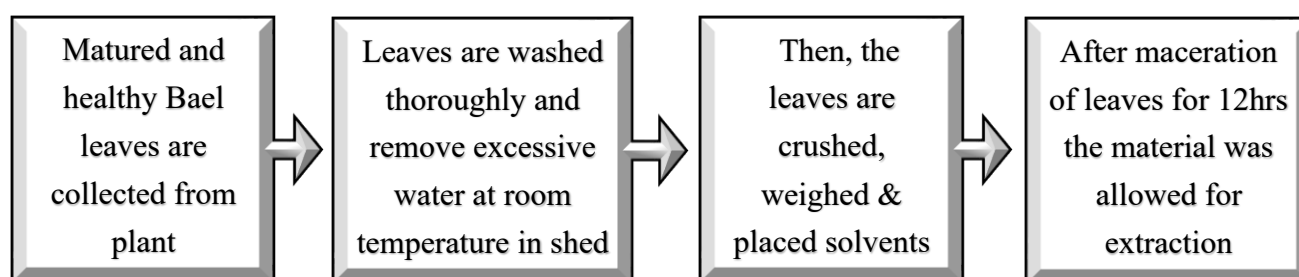 Matured and
healthy Bael
leaves are
collected from
plant
Leaves are washed
thoroughly and
remove excessive
water at room
temperature in shed
Then, the
leaves are
crushed,
weighed &
placed solvents
After maceration
of leaves for 12hrs
the material was
allowed for
extraction